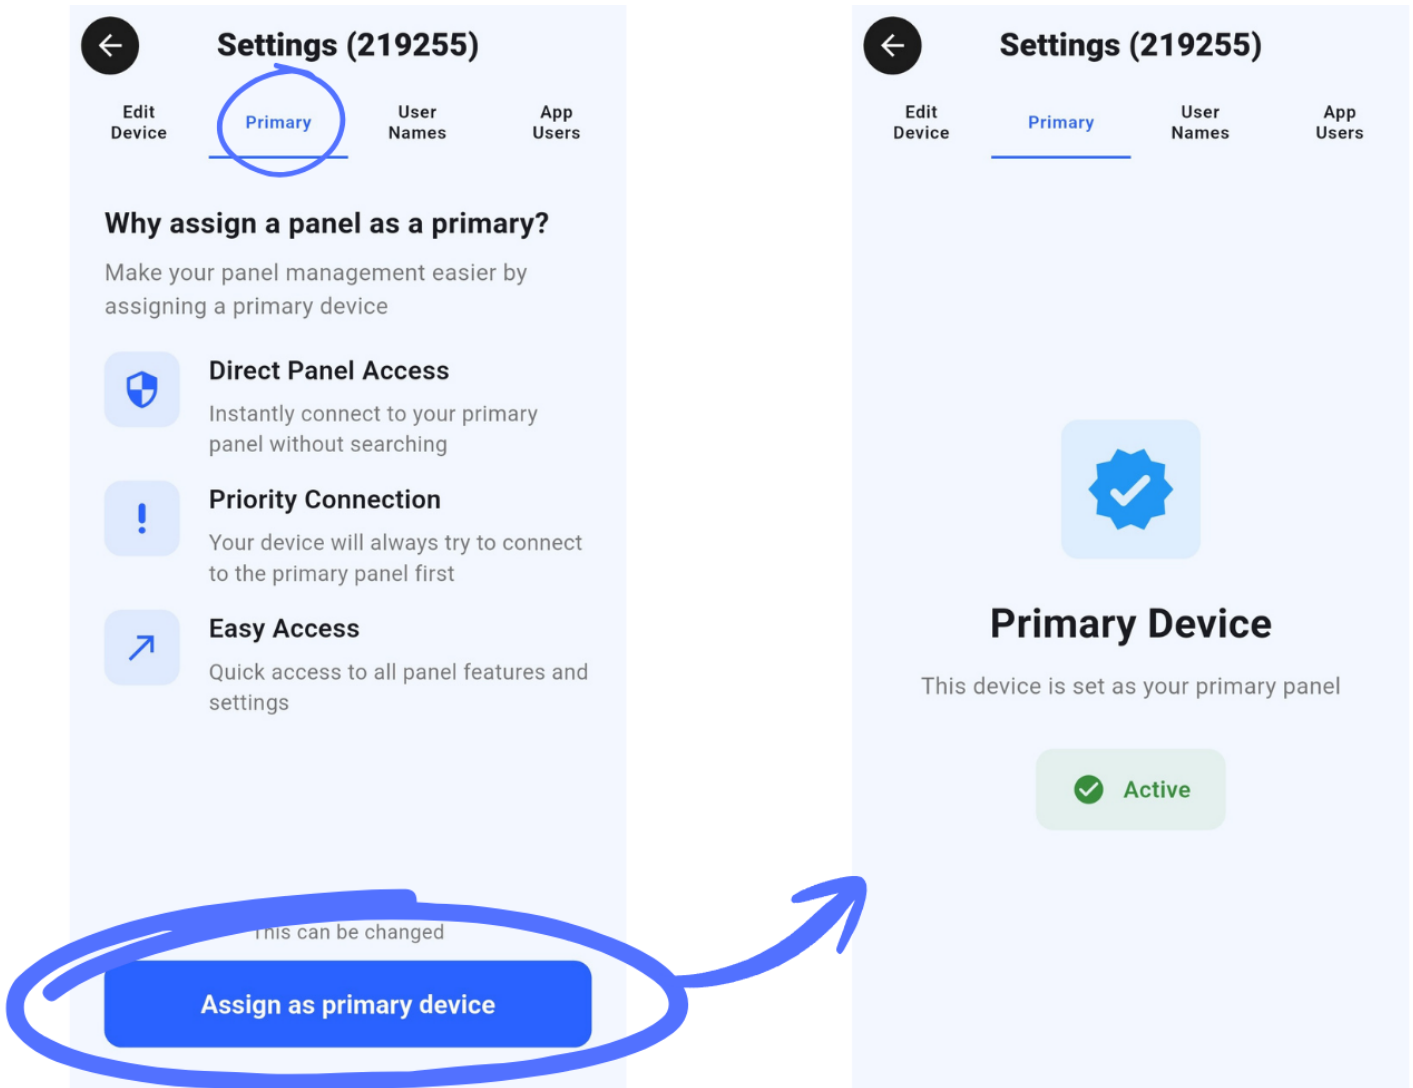 Settings (219255)
Edit
Device
Primary
User
Names
App
Users
Why assign a panel as a primary?
Make your panel management easier by
assigning a primary device
Direct Panel Access
Instantly connect to your primary
panel without searching
Priority Connection
Your device will always try to connect
to the primary panel first
Easy Access
Quick access to all panel features and
settings
This can be changed
Assign as primary device
Settings (219255)
Edit
Device
Primary
User
Names
App
Users
Primary Device
This device is set as your primary panel
Active